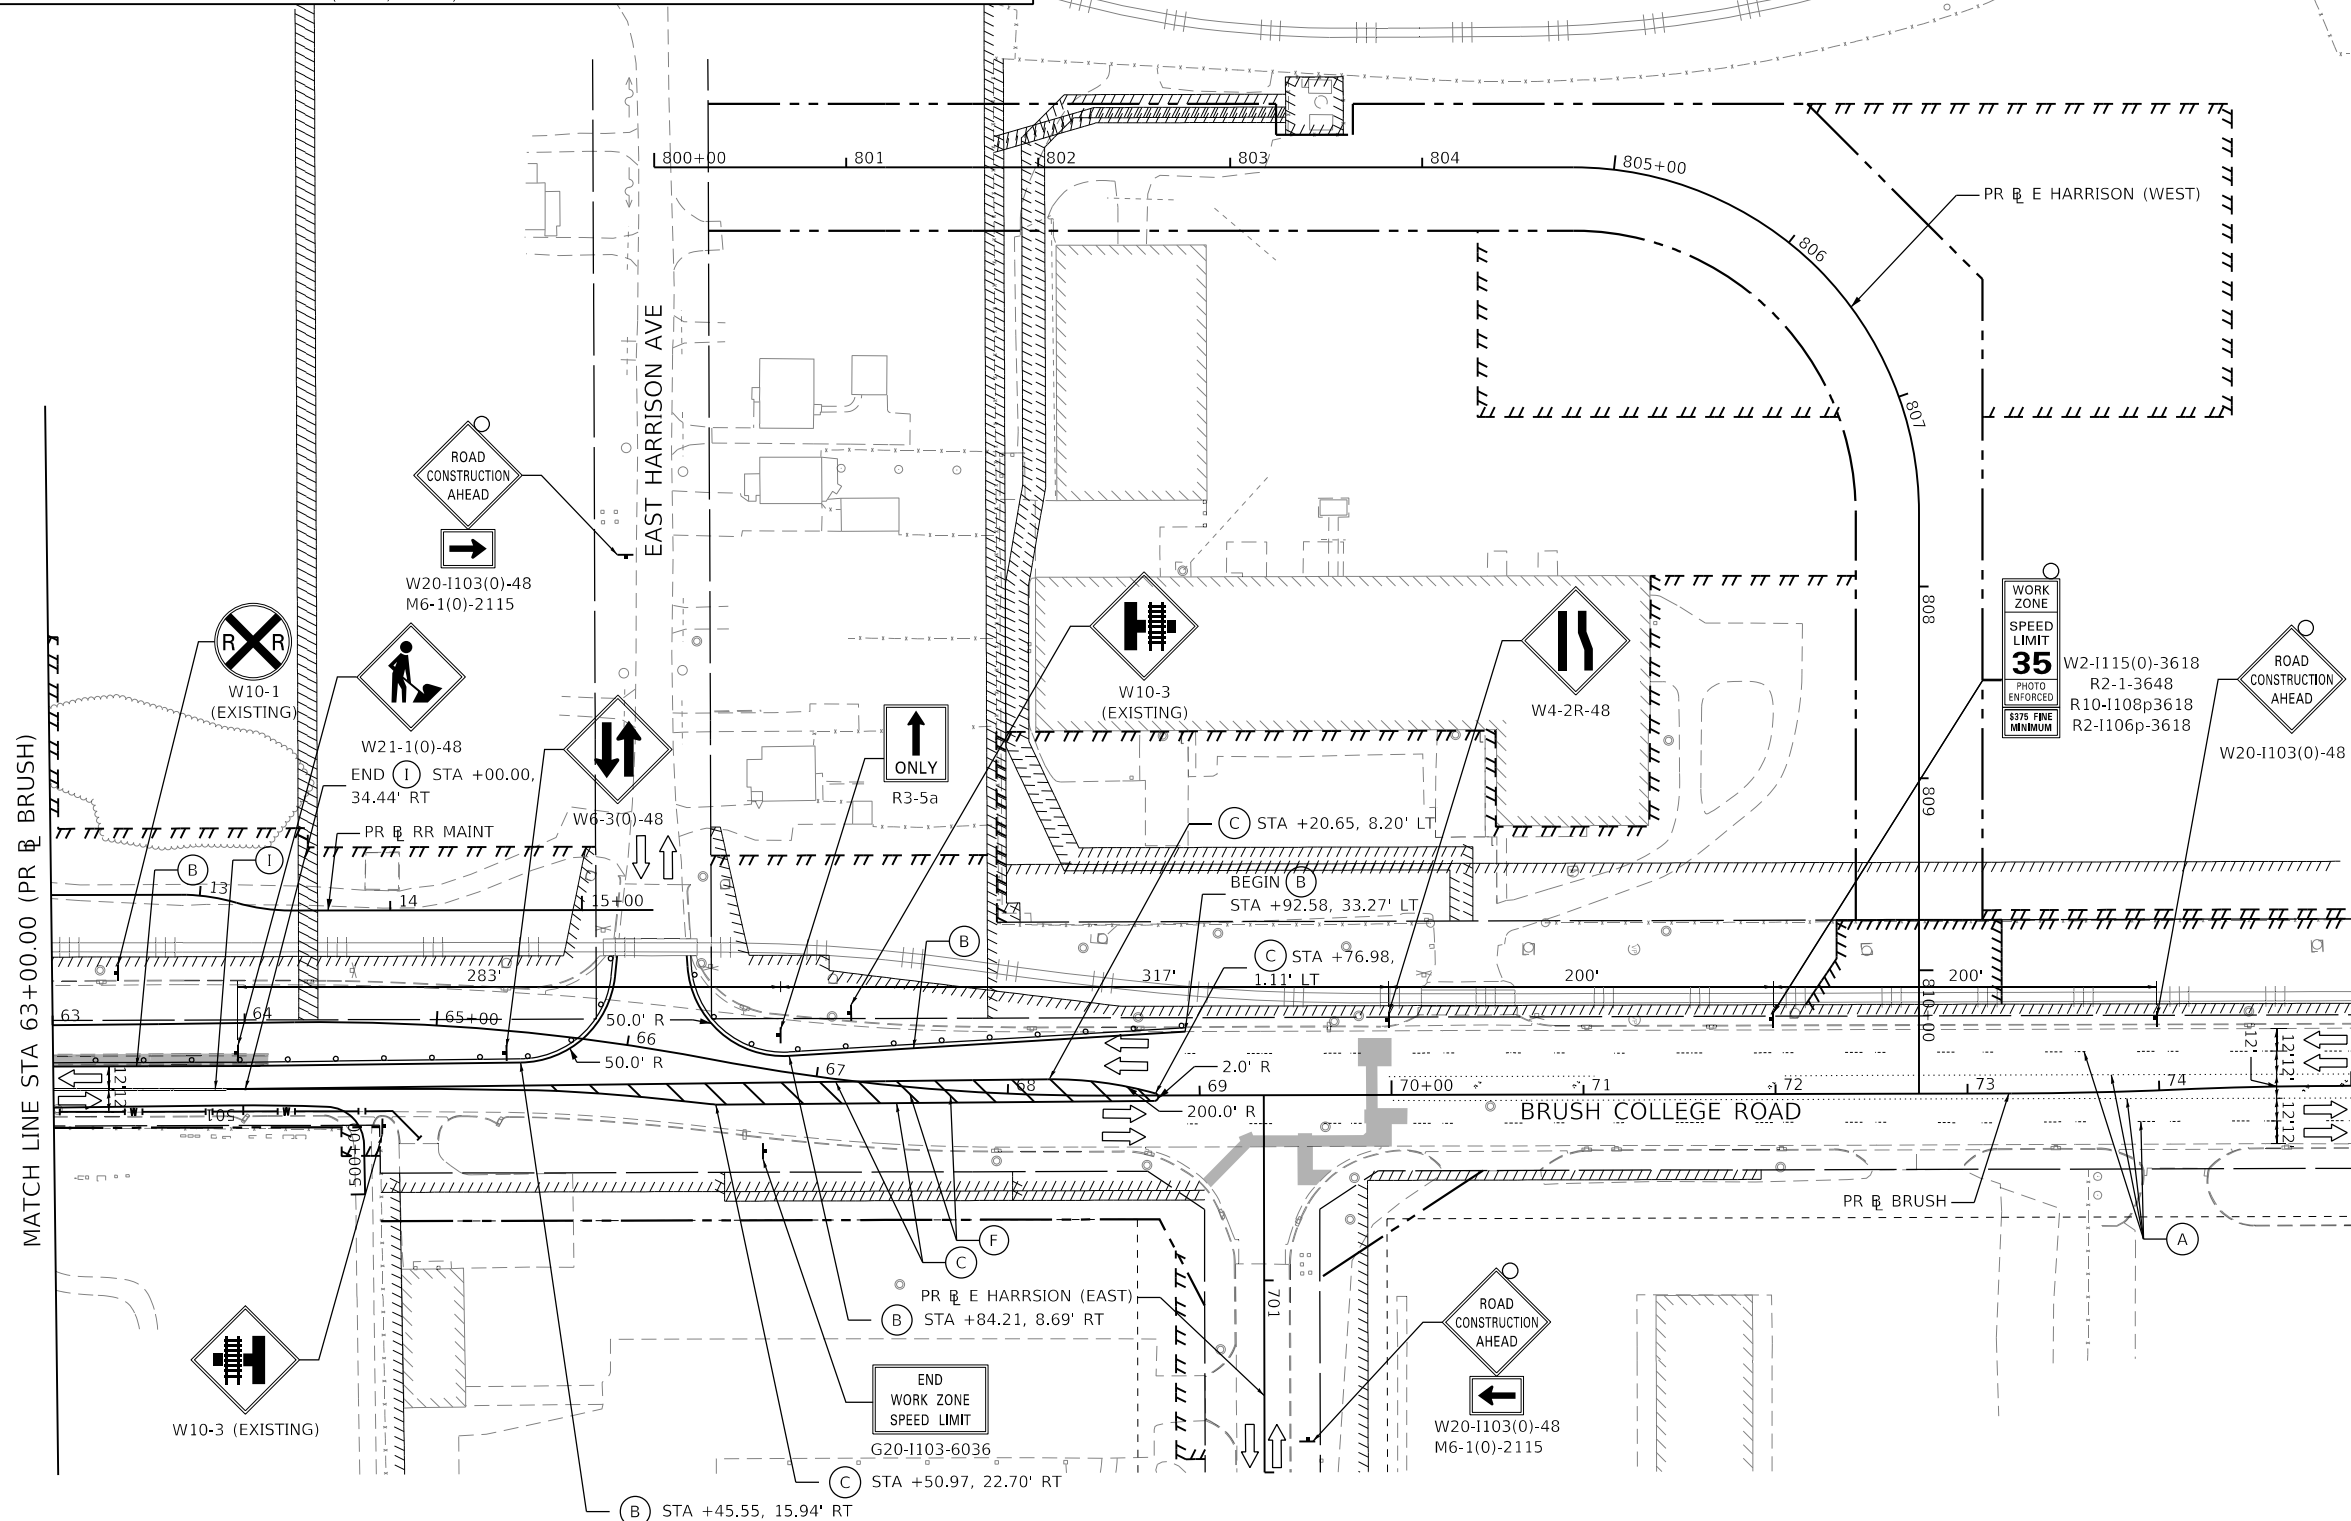 800+00
801
802
803
804
805+00
806
807
808
809
810+00
PR ℄ E HARRISON (WEST)
EAST HARRISON AVE
ROAD
CONSTRUCTION
AHEAD
W20-I103(0)-48
M6-1(0)-2115
R R
W10-1
(EXISTING)
W21-1(0)-48
END I STA +00.00,
34.44' RT
PR ℄ RR MAINT
B
I
13
14
15+00
W6-3(0)-48
ONLY
R3-5a
W10-3
(EXISTING)
W4-2R-48
WORK
ZONE
SPEED
LIMIT
35
PHOTO
ENFORCED
$375 FINE
MINIMUM
W2-I115(0)-3618
R2-1-3648
R10-I108p3618
R2-I106p-3618
ROAD
CONSTRUCTION
AHEAD
W20-I103(0)-48
C STA +20.65, 8.20' LT
BEGIN B
STA +92.58, 33.27' LT
B
C STA +76.98,
1.11' LT
283'
317'
200'
200'
MATCH LINE STA 63+00.00 (PR ℄ BRUSH)
63
64
65+00
66
67
68
69
70+00
71
72
73
74
50.0' R
50.0' R
2.0' R
200.0' R
12'
12'
12'
12'
12'
12'
12'
BRUSH COLLEGE ROAD
W
W
501
500+00
PR ℄ BRUSH
A
F
C
PR ℄ E HARRSION (EAST)
701
B STA +84.21, 8.69' RT
W10-3 (EXISTING)
END
WORK ZONE
SPEED LIMIT
G20-I103-6036
ROAD
CONSTRUCTION
AHEAD
W20-I103(0)-48
M6-1(0)-2115
C STA +50.97, 22.70' RT
B STA +45.55, 15.94' RT